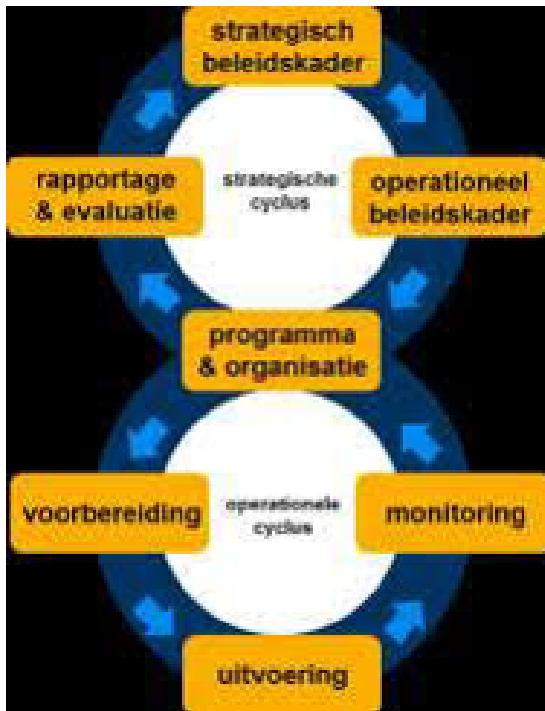 strategisch
beleidskader
rapportage
& evaluatie
strategische
cyclus
operationeel
beleidskader
programma
& organisatie
voorbereiding
operationele
cyclus
monitoring
uitvoering